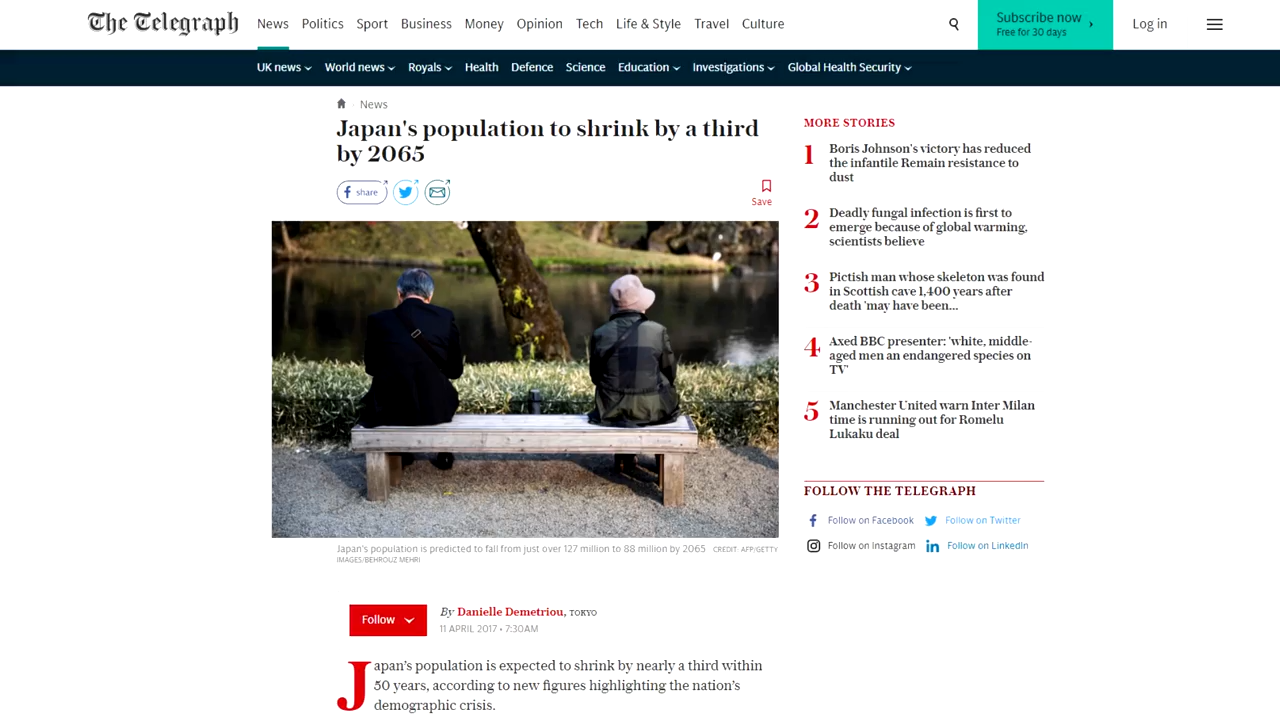 The Telegraph News Politics Sport Business Money Opinion Tech Life & Style Travel Culture Subscribe now Log in
Free for 30 days
UK news World news Royals Health Defence Science Education Investigations Global Health Security
News
Japan's population to shrink by a third
by 2065
share
Save
Japan's population is predicted to fall from just over 127 million to 88 million by 2065 CREDIT: AFP/GETTY
IMAGES/BEHROUZ MEHRI
Follow
By Danielle Demetriou, TOKYO
11 APRIL 2017 • 7:30AM
Japan's population is expected to shrink by nearly a third within
50 years, according to new figures highlighting the nation's
demographic crisis.
MORE STORIES
1 Boris Johnson's victory has reduced
the infantile Remain resistance to
dust
2 Deadly fungal infection is first to
emerge because of global warming,
scientists believe
3 Pictish man whose skeleton was found
in Scottish cave 1,400 years after
death 'may have been...
4 Axed BBC presenter: 'white, middle-
aged men an endangered species on
TV'
5 Manchester United warn Inter Milan
time is running out for Romelu
Lukaku deal
FOLLOW THE TELEGRAPH
Follow on Facebook Follow on Twitter
Follow on Instagram Follow on LinkedIn